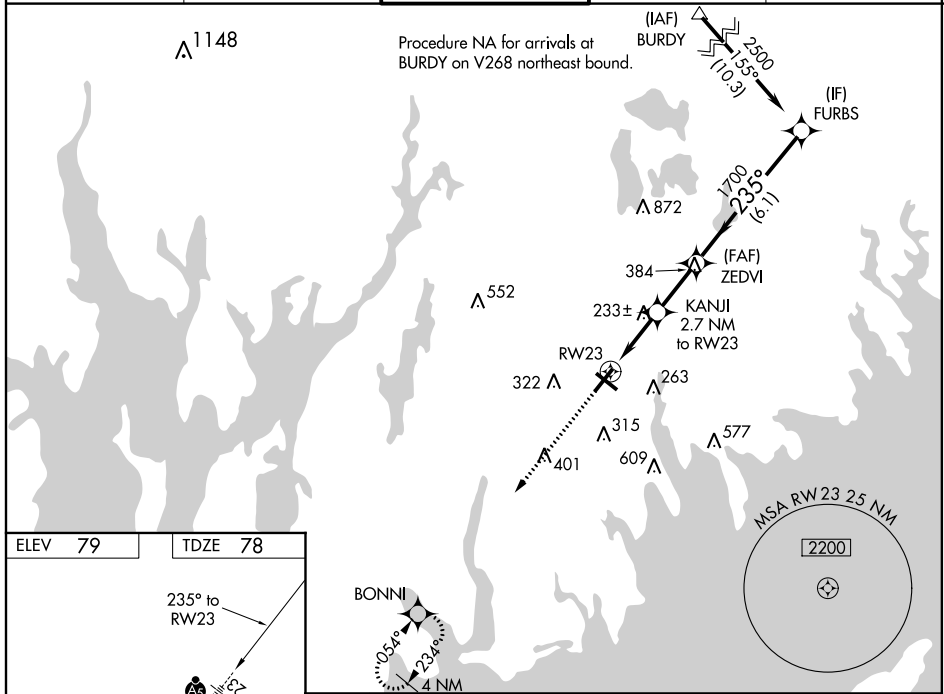 1148
Procedure NA for arrivals at
BURDY on V268 northeast bound.
(IAF)
BURDY
2500
155°
(10.3)
(IF)
FURBS
1700
235°
(6.1)
872
(FAF)
ZEDVI
384
552
233±
KANJI
2.7 NM
to RW23
RW23
322
263
315
577
401
609
MSA RW23 25 NM
2200
ELEV 79
TDZE 78
235° to
RW23
BONNI
054°
234°
4 NM
A5
23